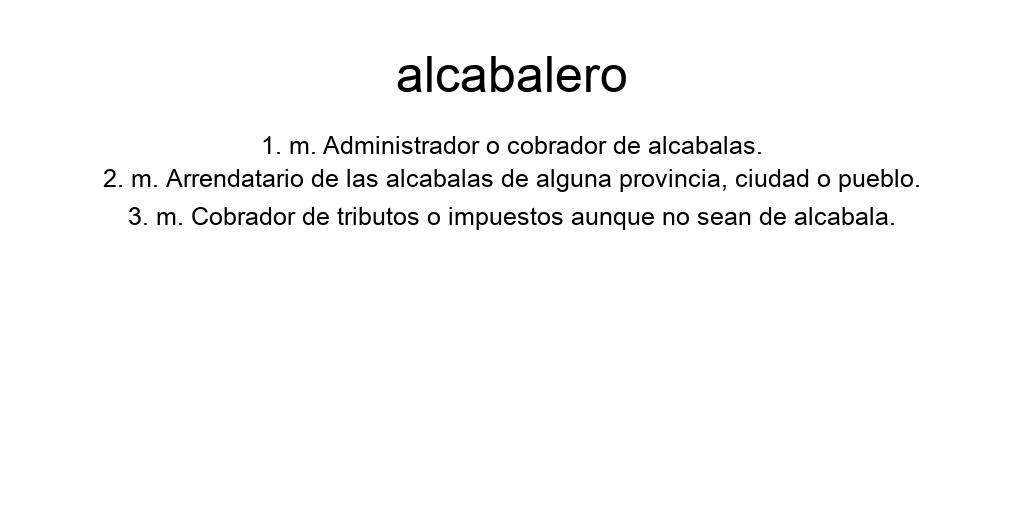 alcabalero
1. m. Administrador o cobrador de alcabalas.
2. m. Arrendatario de las alcabalas de alguna provincia, ciudad o pueblo.
3. m. Cobrador de tributos o impuestos aunque no sean de alcabala.